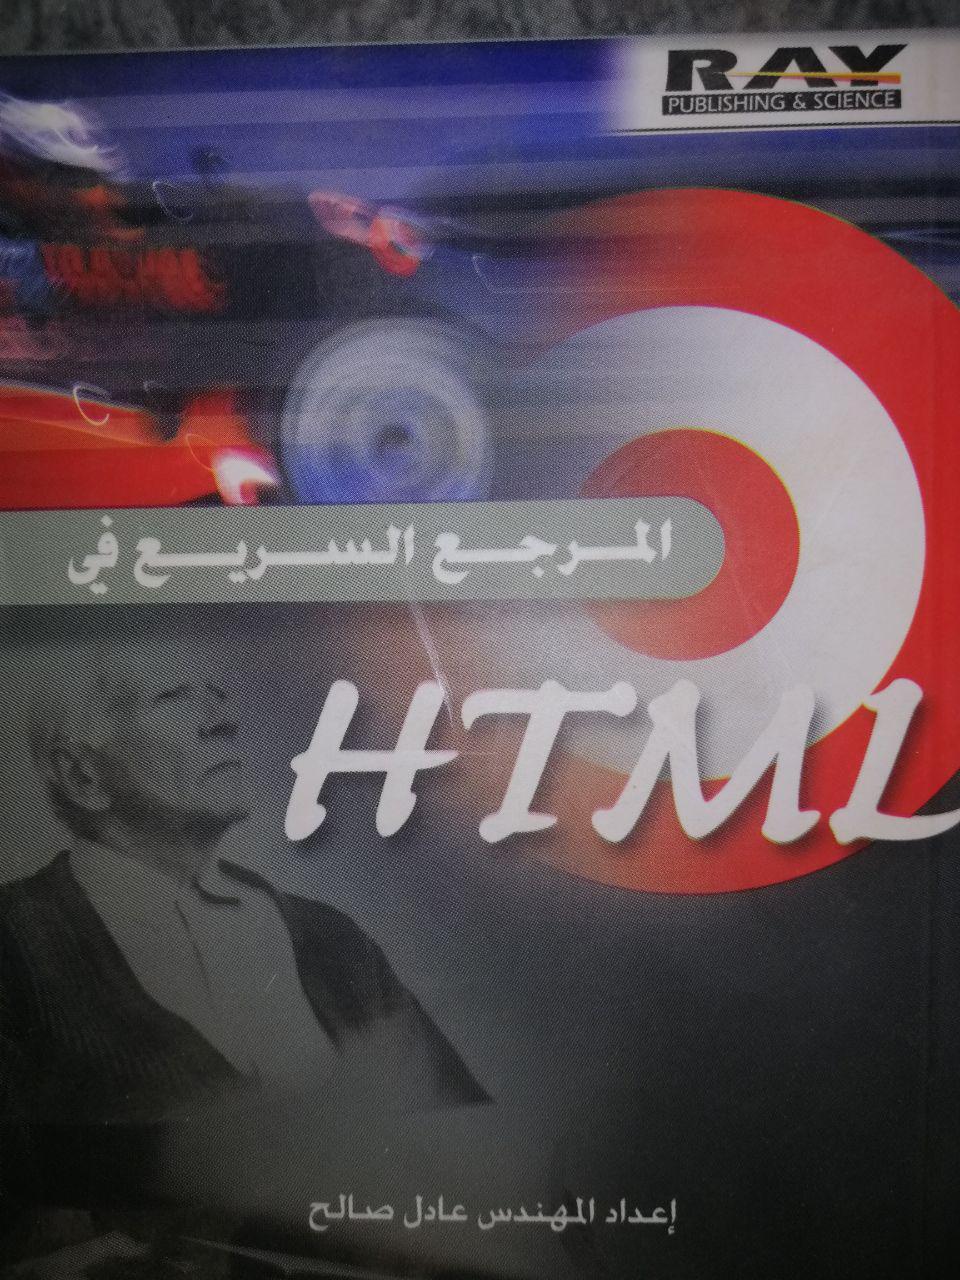 RAY
PUBLISHING & SCIENCE
المرجع السريع في
HTML
إعداد المهندس عادل صالح